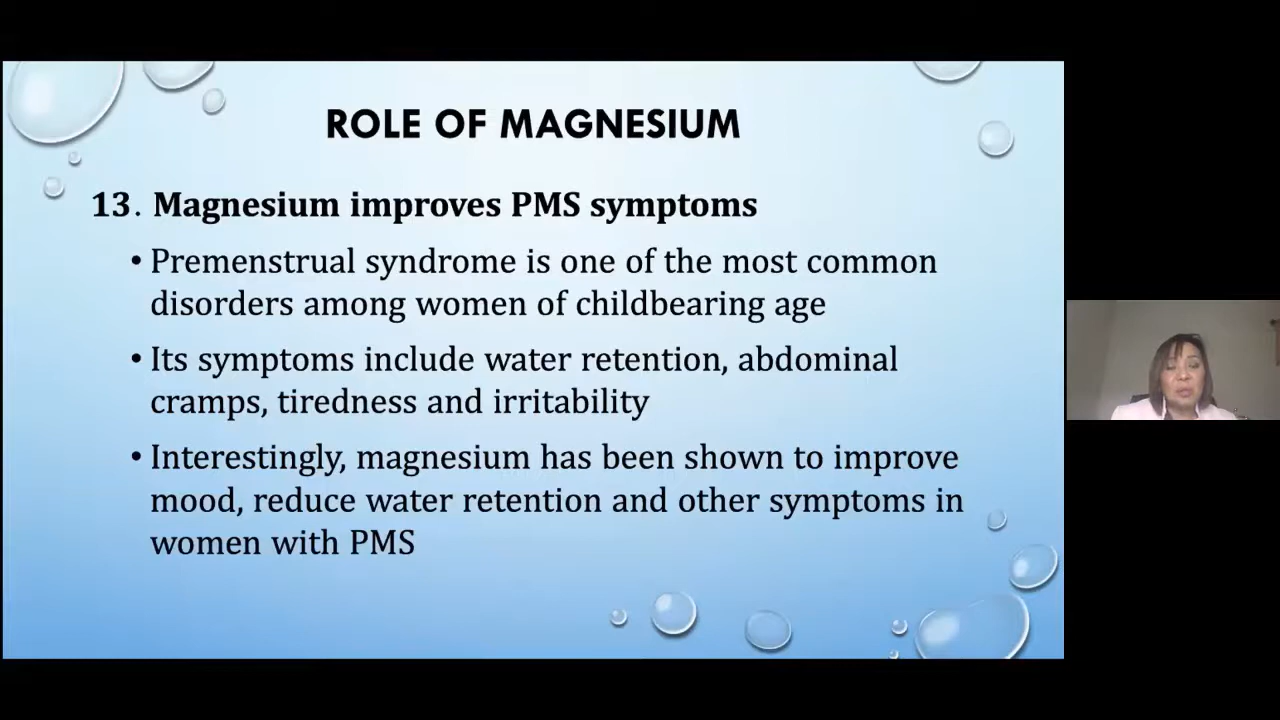 ROLE OF MAGNESIUM
13. Magnesium improves PMS symptoms
• Premenstrual syndrome is one of the most common
disorders among women of childbearing age
• Its symptoms include water retention, abdominal
cramps, tiredness and irritability
• Interestingly, magnesium has been shown to improve
mood, reduce water retention and other symptoms in
women with PMS